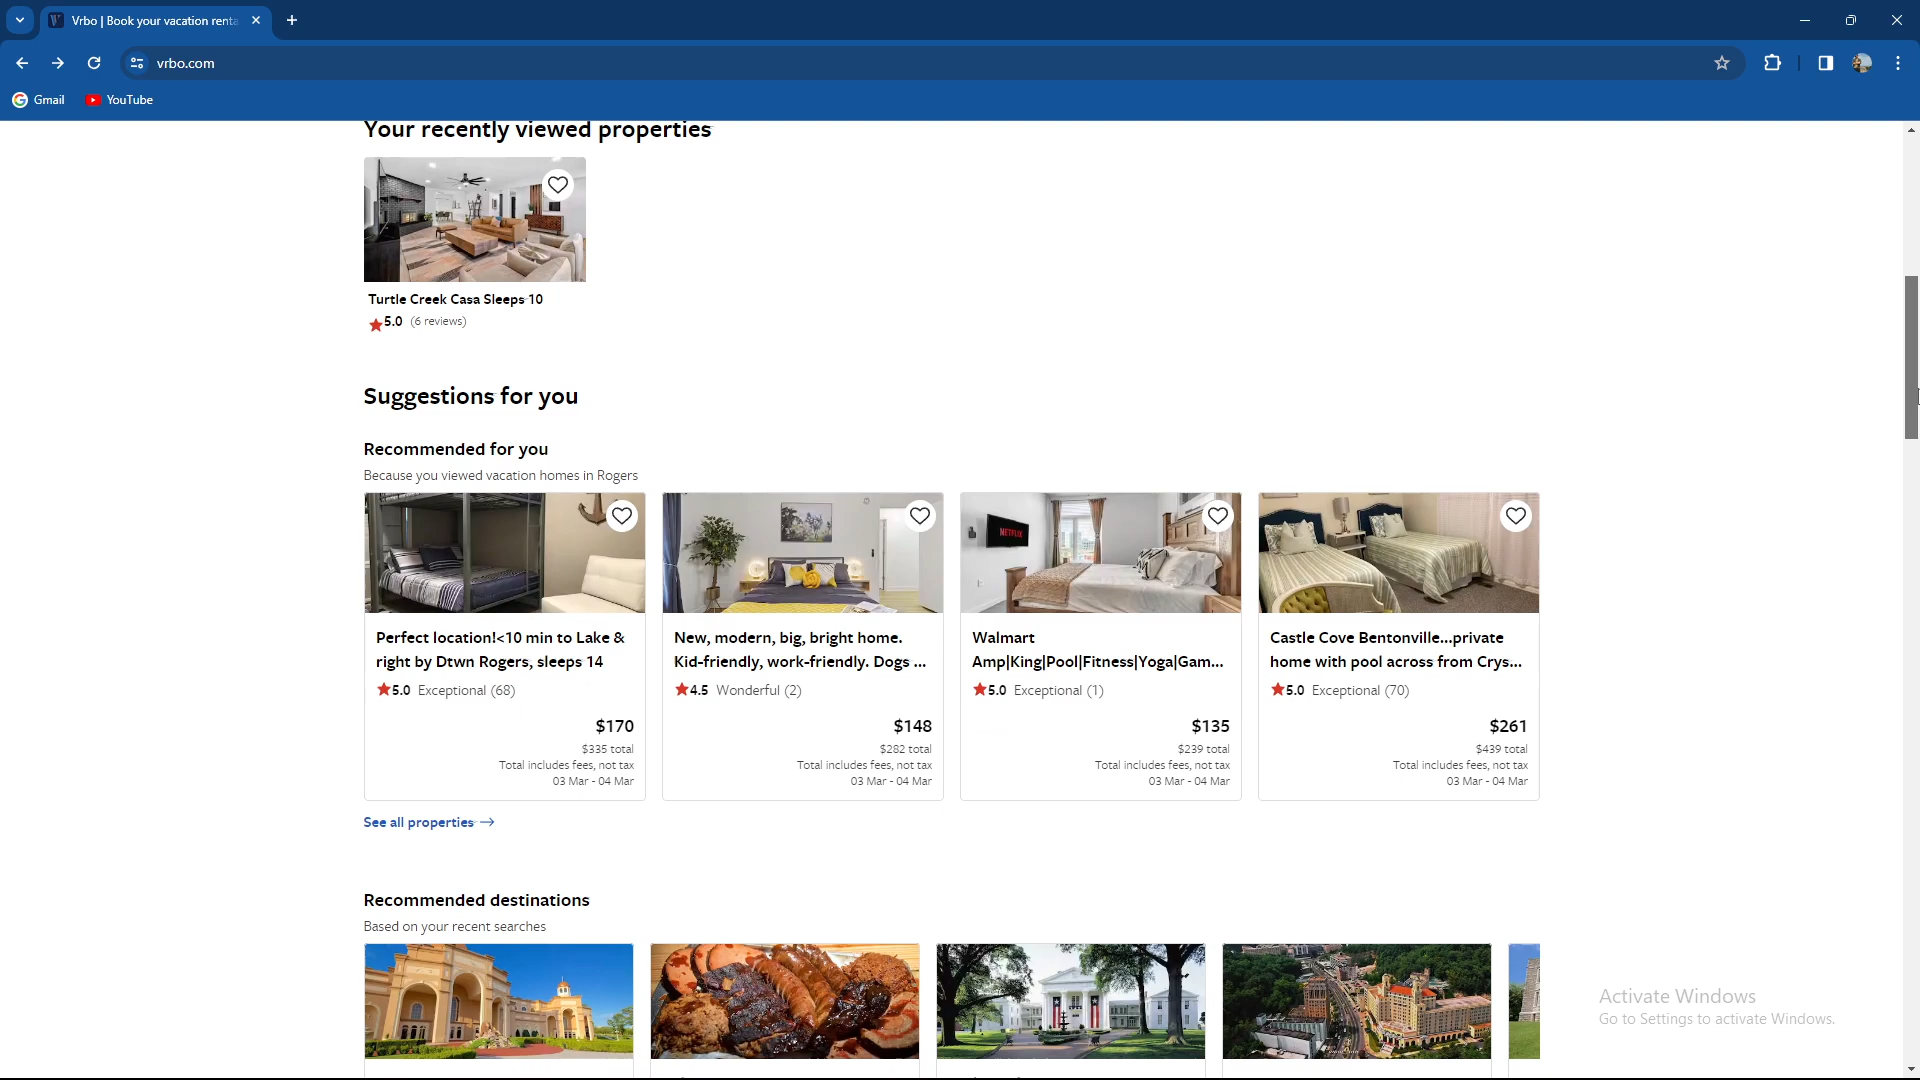 Vrbo | Book your vacation renta
vrbo.com
Gmail
YouTube
Your recently viewed properties
Turtle Creek Casa Sleeps 10
5.0 (6 reviews)
Suggestions for you
Recommended for you
Because you viewed vacation homes in Rogers
NETFLIX
Perfect location!<10 min to Lake &
right by Dtwn Rogers, sleeps 14
5.0 Exceptional (68)
$170
$335 total
Total includes fees, not tax
03 Mar - 04 Mar
New, modern, big, bright home.
Kid-friendly, work-friendly. Dogs ...
4.5 Wonderful (2)
$148
$282 total
Total includes fees, not tax
03 Mar - 04 Mar
Walmart
Amp|King|Pool|Fitness|Yoga|Gam...
5.0 Exceptional (1)
$135
$239 total
Total includes fees, not tax
03 Mar - 04 Mar
Castle Cove Bentonville...private
home with pool across from Crys...
5.0 Exceptional (70)
$261
$439 total
Total includes fees, not tax
03 Mar - 04 Mar
See all properties
Recommended destinations
Based on your recent searches
Activate Windows
Go to Settings to activate Windows.